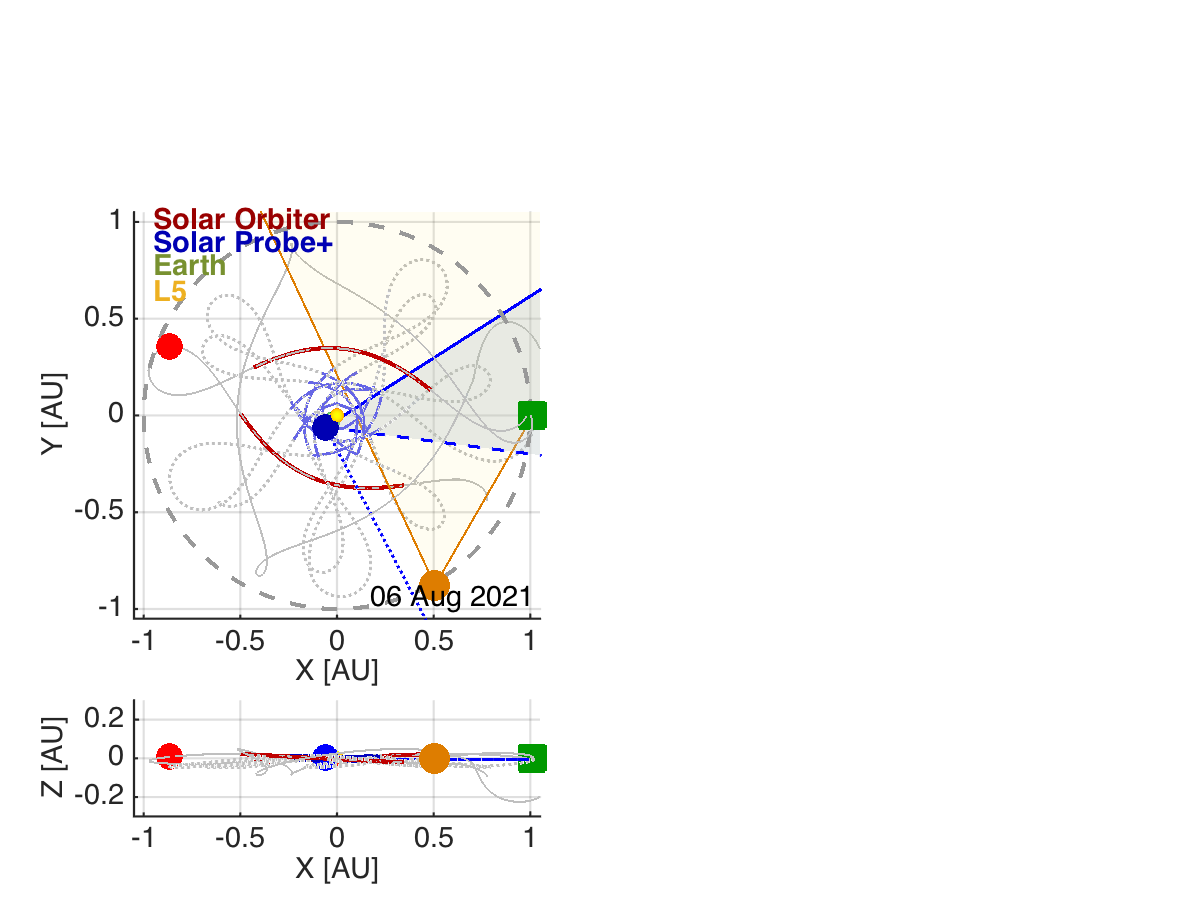 Solar Orbiter
Solar Probe+
Earth
L5
1
0.5
0
-0.5
-1
Y [AU]
06 Aug 2021
-1 -0.5 0 0.5 1
X [AU]
0.2
0
-0.2
Z [AU]
-1 -0.5 0 0.5 1
X [AU]